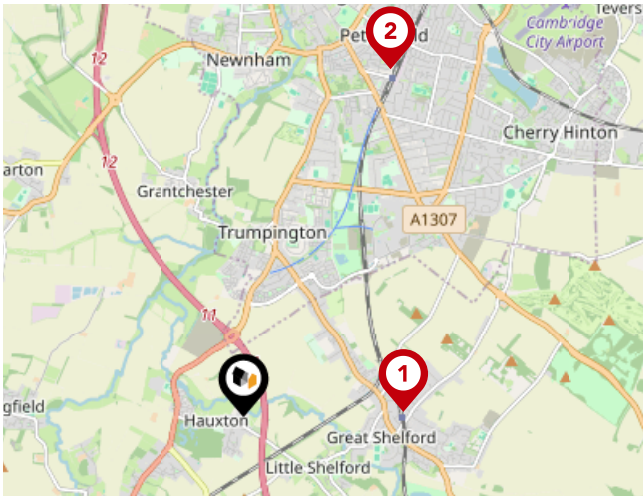 2
Tevers
Cambridge
City Airport
12
Newnham
Cherry Hinton
12
arton
Grantchester
A1307
Trumpington
11
1
gfield
Hauxton
Great Shelford
Little Shelford